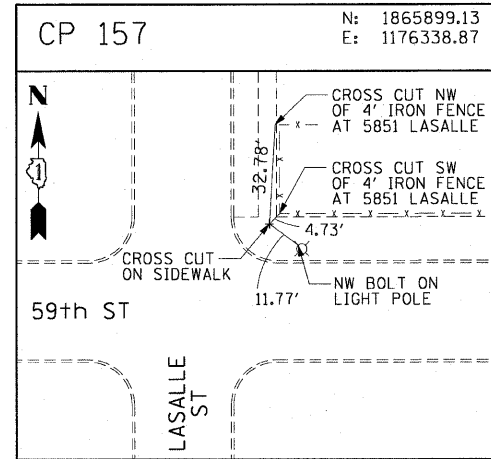 CP 157
N: 1865899.13
E: 1176338.87
N
1
CROSS CUT NW
OF 4' IRON FENCE
AT 5851 LASALLE
32.78'
CROSS CUT SW
OF 4' IRON FENCE
AT 5851 LASALLE
4.73'
CROSS CUT
ON SIDEWALK
NW BOLT ON
LIGHT POLE
11.77'
59th ST
LASALLE
ST